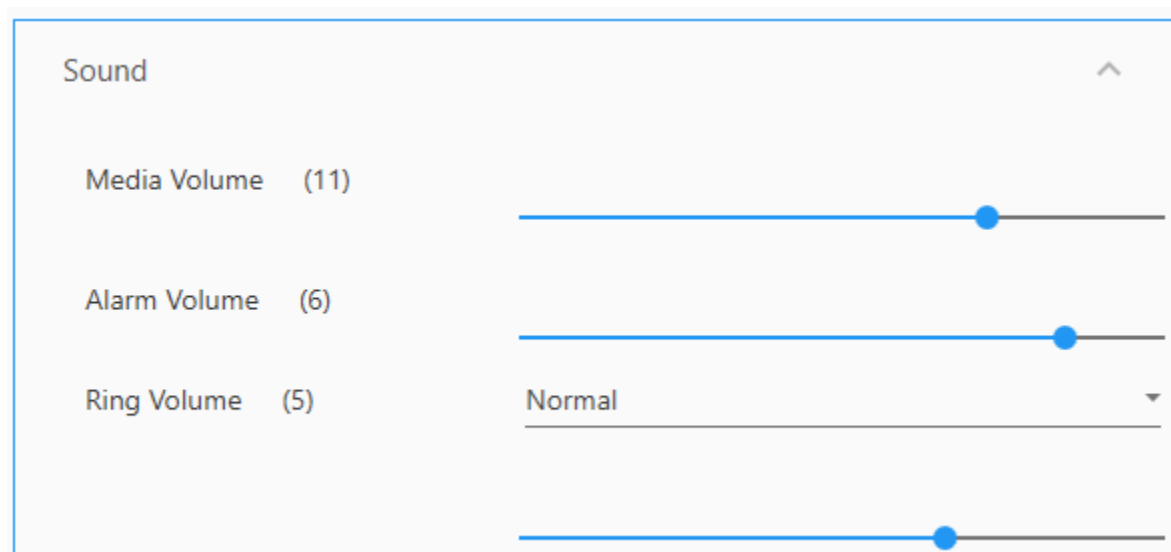 Sound
Media Volume (11)
Alarm Volume (6)
Ring Volume (5) Normal